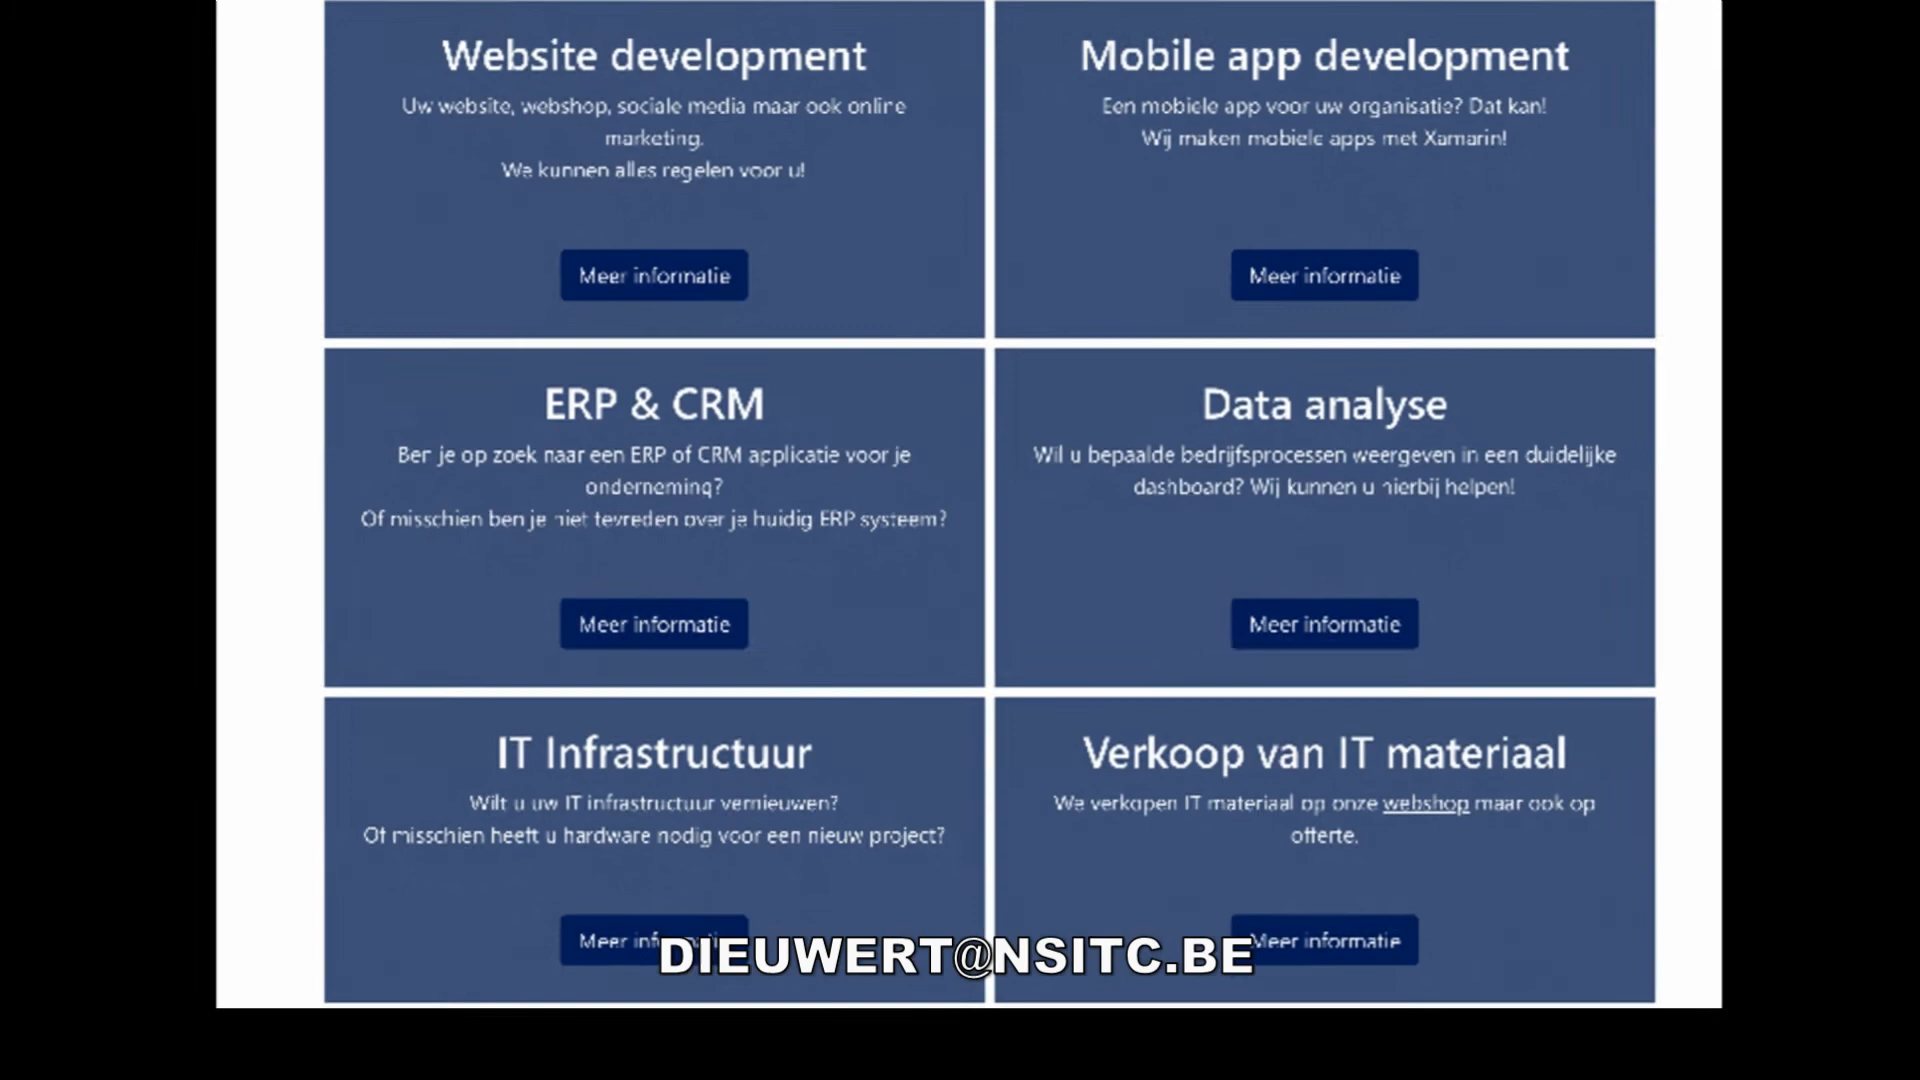 Website development
Uw website, webshop, sociale media maar ook online
marketing.
We kunnen alles regelen voor u!
Meer informatie
Mobile app development
Een mobiele app voor uw organisatie? Dat kan!
Wij maken mobiele apps met Xamarin!
Meer informatie
ERP & CRM
Ben je op zoek naar een ERP of CRM applicatie voor je
onderneming?
Of misschien ben je niet tevreden over je huidig ERP systeem?
Meer informatie
Data analyse
Wil u bepaalde bedrijfsprocessen weergeven in een duidelijke
dashboard? Wij kunnen u hierbij helpen!
Meer informatie
IT Infrastructuur
Wilt u uw IT infrastructuur vernieuwen?
Of misschien heeft u hardware nodig voor een nieuw project?
Meer informatie
Verkoop van IT materiaal
We verkopen IT materiaal op onze webshop maar ook op
offerte.
Meer informatie
DIEUWERT@NSITC.BE